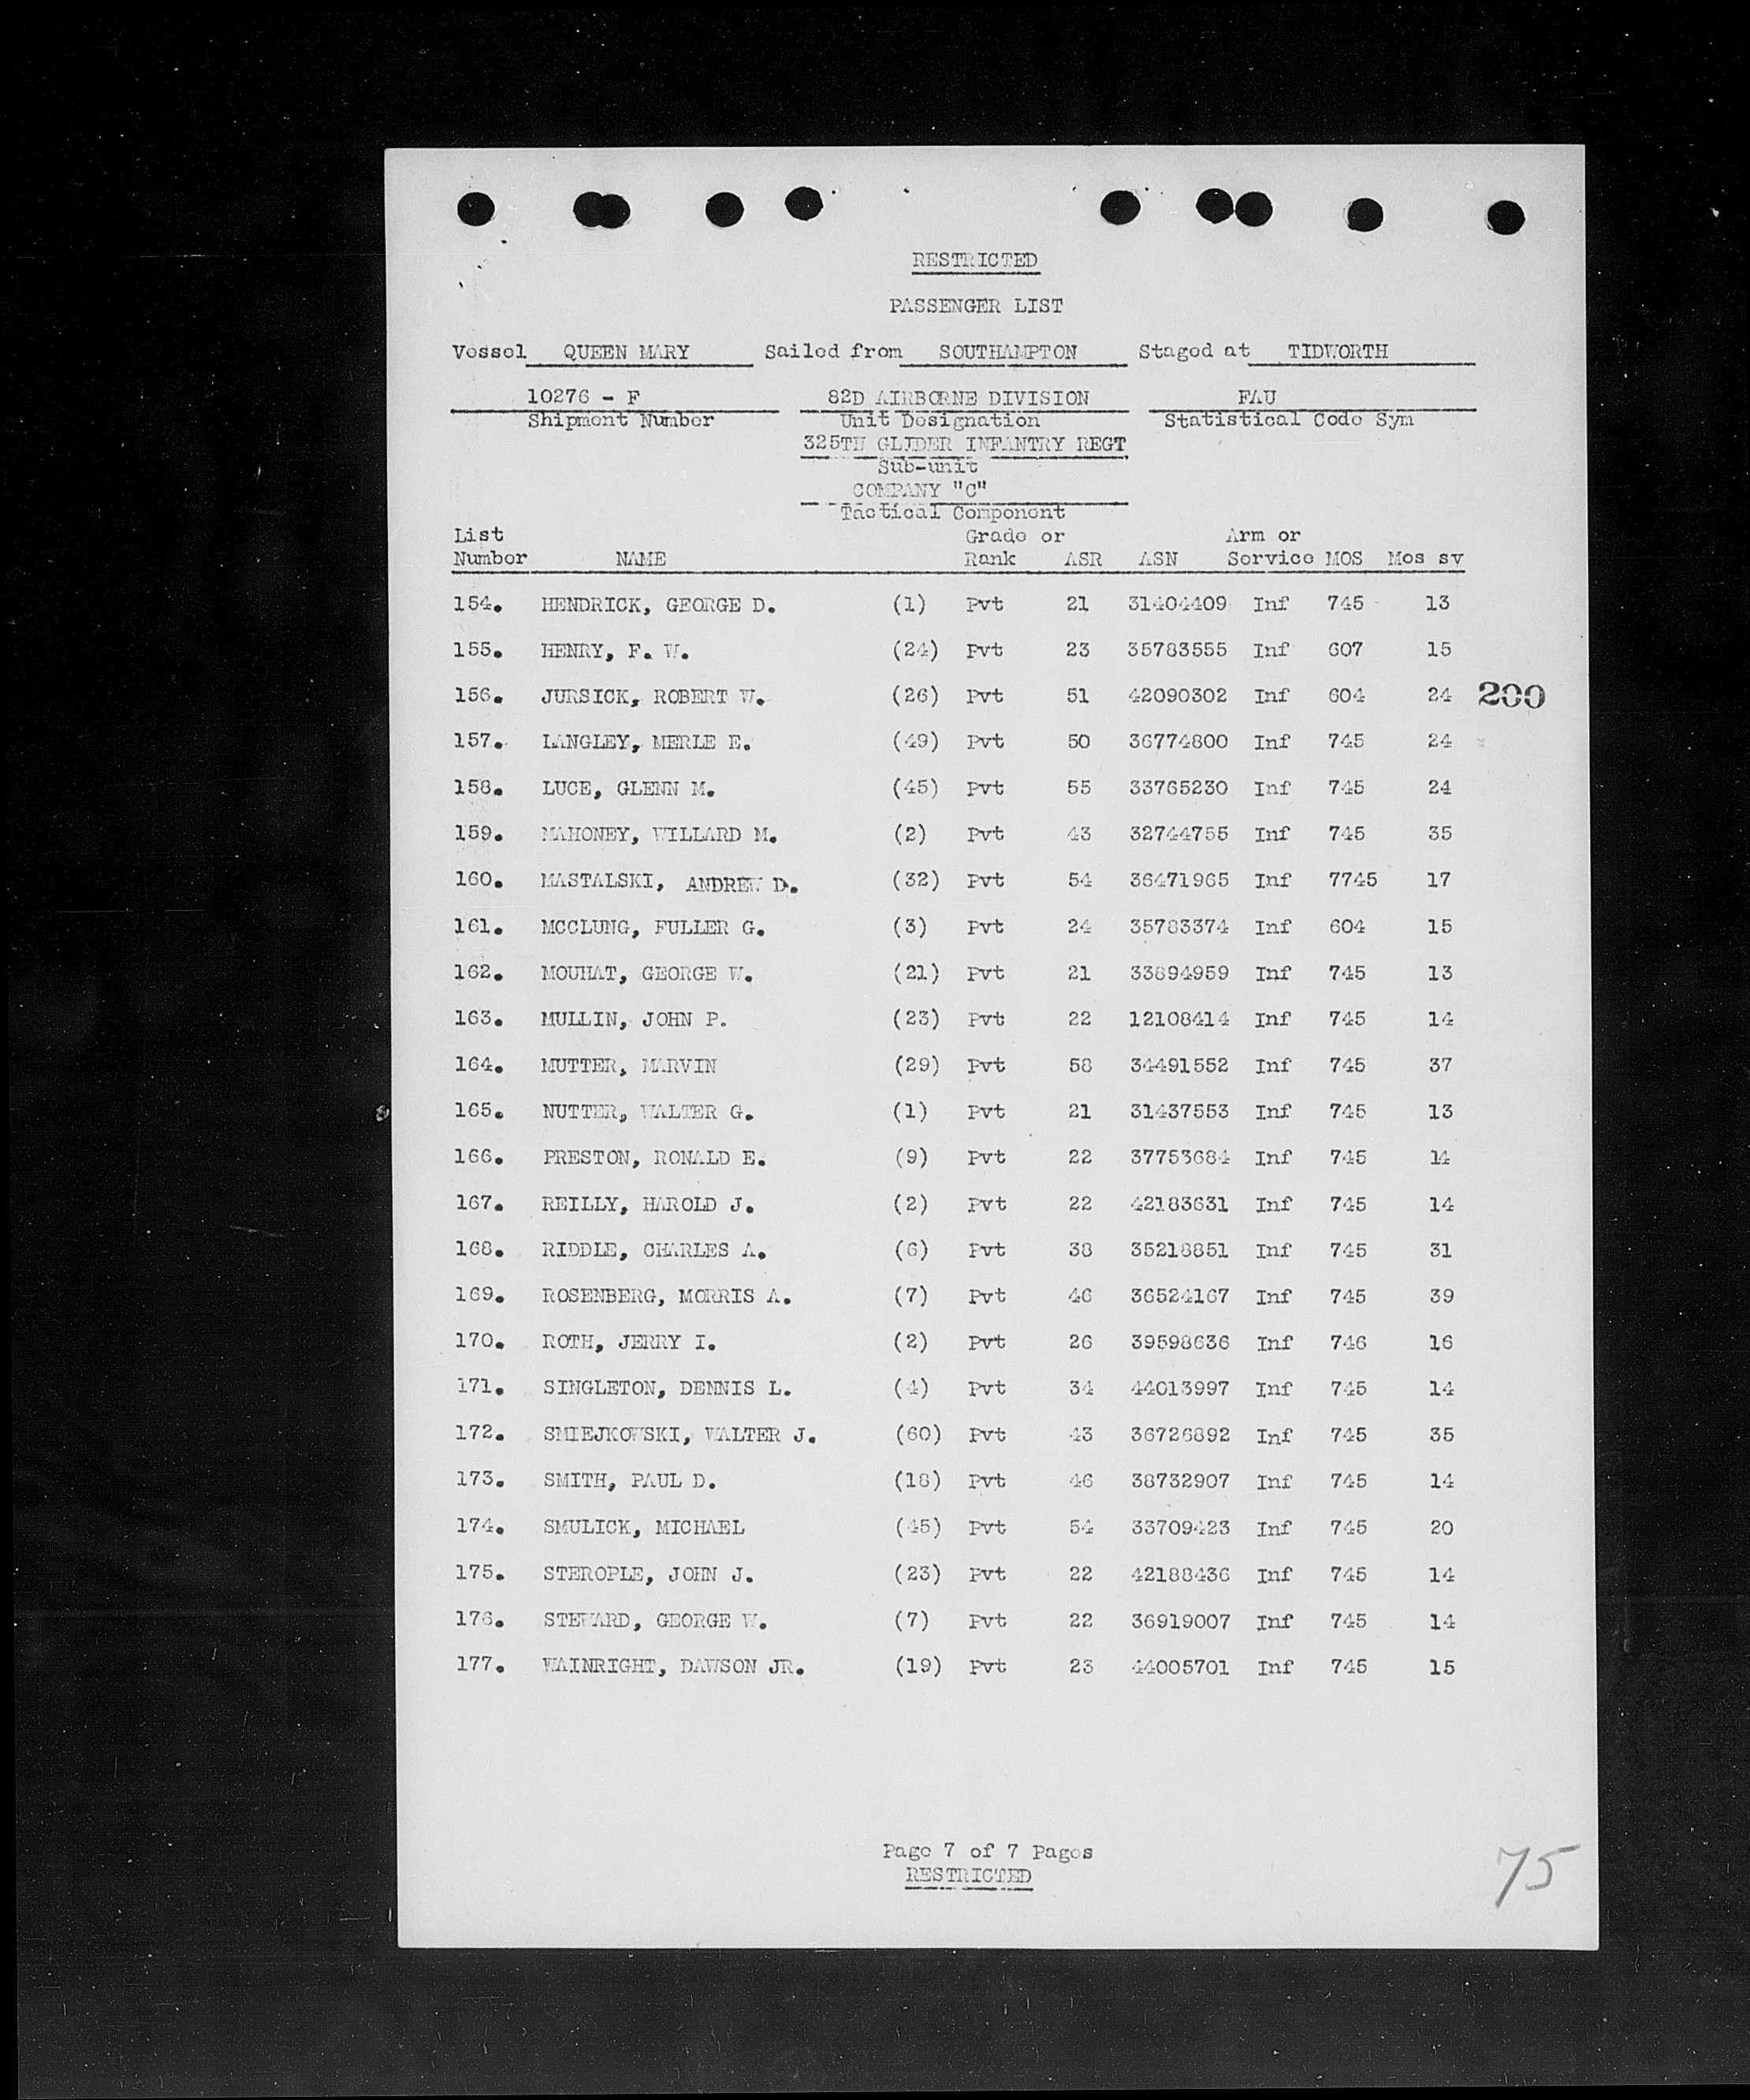 RESTRICTED
PASSENGER LIST
Vessel QUEEN MARY Sailed from SOUTHAMPTON Staged at TIDWORTH
10276 - F 82D AIRBORNE DIVISION FAU
Shipment Number Unit Designation Statistical Code Sym
325TH GLIDER INFANTRY REGT
Sub-unit
COMPANY "C"
Tactical Component
List Grade or Arm or
Number NAME Rank ASR ASN Service MOS Mos sv
154. HENDRICK, GEORGE D. (1) Pvt 21 31404409 Inf 745 13
155. HENRY, F. W. (24) Pvt 23 35783555 Inf 607 15
156. JURSICK, ROBERT W. (26) Pvt 51 42090302 Inf 604 24 200
157. LANGLEY, MERLE E. (49) Pvt 50 36774800 Inf 745 24
158. LUCE, GLENN M. (45) Pvt 55 33765230 Inf 745 24
159. MAHONEY, WILLARD M. (2) Pvt 43 32744755 Inf 745 35
160. MASTALSKI, ANDREW D. (32) Pvt 54 36471965 Inf 7745 17
161. MCCLUNG, FULLER G. (3) Pvt 24 35783374 Inf 604 15
162. MOUHAT, GEORGE W. (21) Pvt 21 33894959 Inf 745 13
163. MULLIN, JOHN P. (23) Pvt 22 12108414 Inf 745 14
164. MUTTER, MARVIN (29) Pvt 58 34491552 Inf 745 37
165. NUTTER, WALTER G. (1) Pvt 21 31437553 Inf 745 13
166. PRESTON, RONALD E. (9) Pvt 22 37753684 Inf 745 14
167. REILLY, HAROLD J. (2) Pvt 22 42183631 Inf 745 14
168. RIDDLE, CHARLES A. (6) Pvt 38 35218851 Inf 745 31
169. ROSENBERG, MORRIS A. (7) Pvt 46 36524167 Inf 745 39
170. ROTH, JERRY I. (2) Pvt 26 39598636 Inf 746 16
171. SINGLETON, DENNIS L. (4) Pvt 34 44013997 Inf 745 14
172. SMIEJKOWSKI, WALTER J. (60) Pvt 43 36726892 Inf 745 35
173. SMITH, PAUL D. (18) Pvt 46 38732907 Inf 745 14
174. SMULICK, MICHAEL (45) Pvt 54 33709423 Inf 745 20
175. STEROPLE, JOHN J. (23) Pvt 22 42188436 Inf 745 14
176. STEWARD, GEORGE W. (7) Pvt 22 36919007 Inf 745 14
177. WAINRIGHT, DAWSON JR. (19) Pvt 23 44005701 Inf 745 15
Page 7 of 7 Pages
RESTRICTED
75